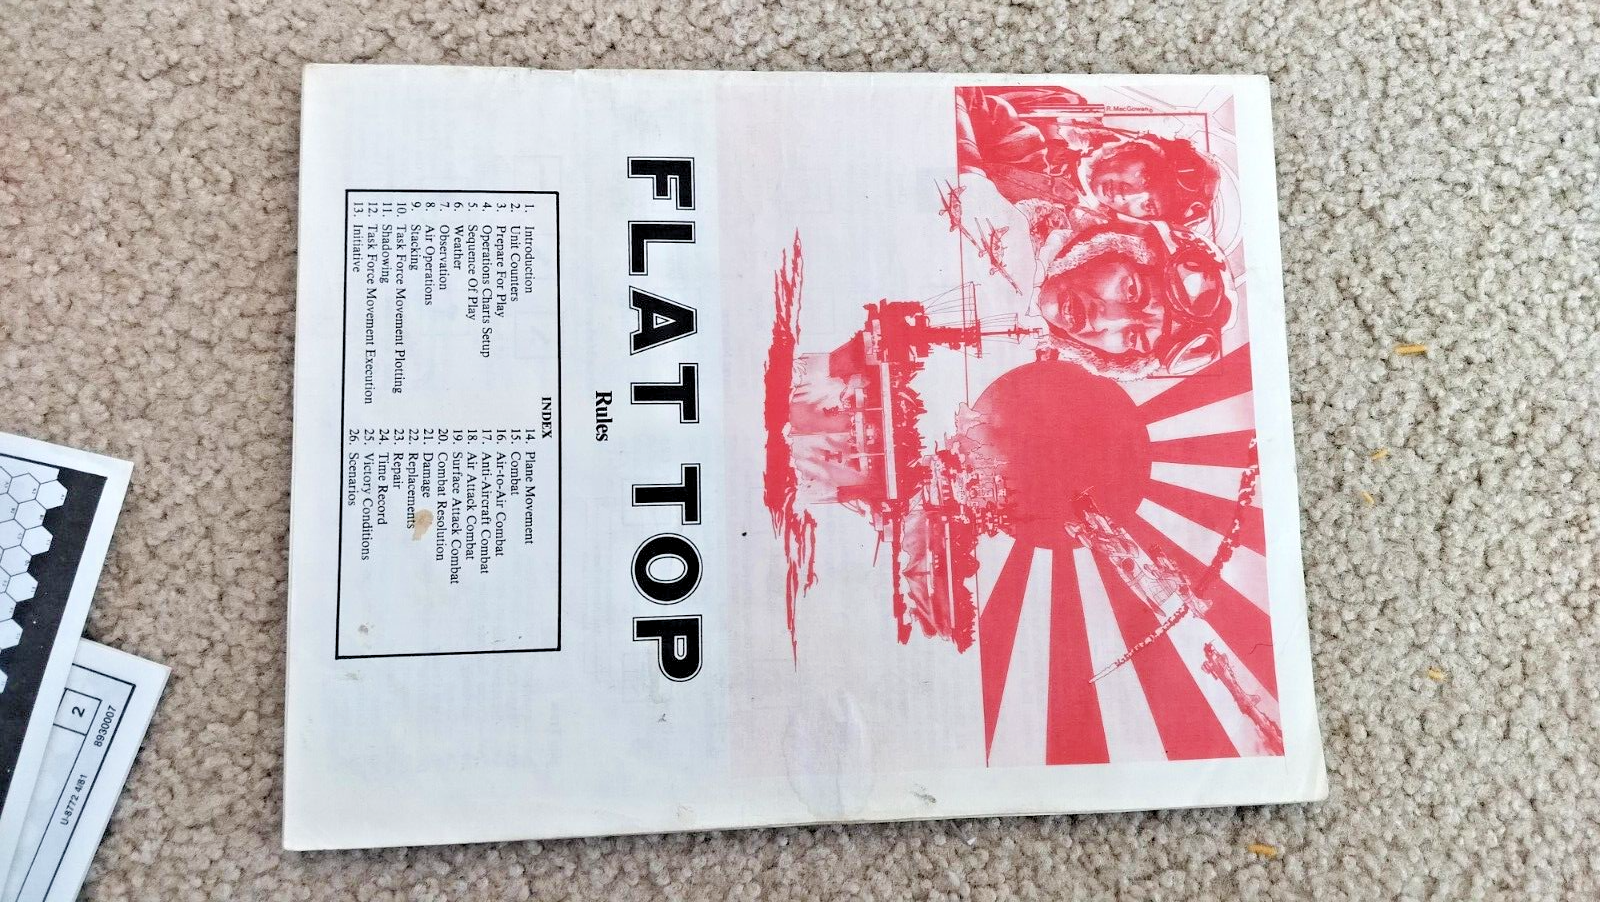 R. MacGowan
FLAT TOP
Rules
INDEX
1. Introduction
2. Unit Counters
3. Prepare For Play
4. Operations Charts Setup
5. Sequence Of Play
6. Weather
7. Observation
8. Air Operations
9. Stacking
10. Task Force Movement Plotting
11. Shadowing
12. Task Force Movement Execution
13. Initiative
14. Plane Movement
15. Combat
16. Air-to-Air Combat
17. Anti-Aircraft Combat
18. Air Attack Combat
19. Surface Attack Combat
20. Combat Resolution
21. Damage
22. Replacements
23. Repair
24. Time Record
25. Victory Conditions
26. Scenarios
2